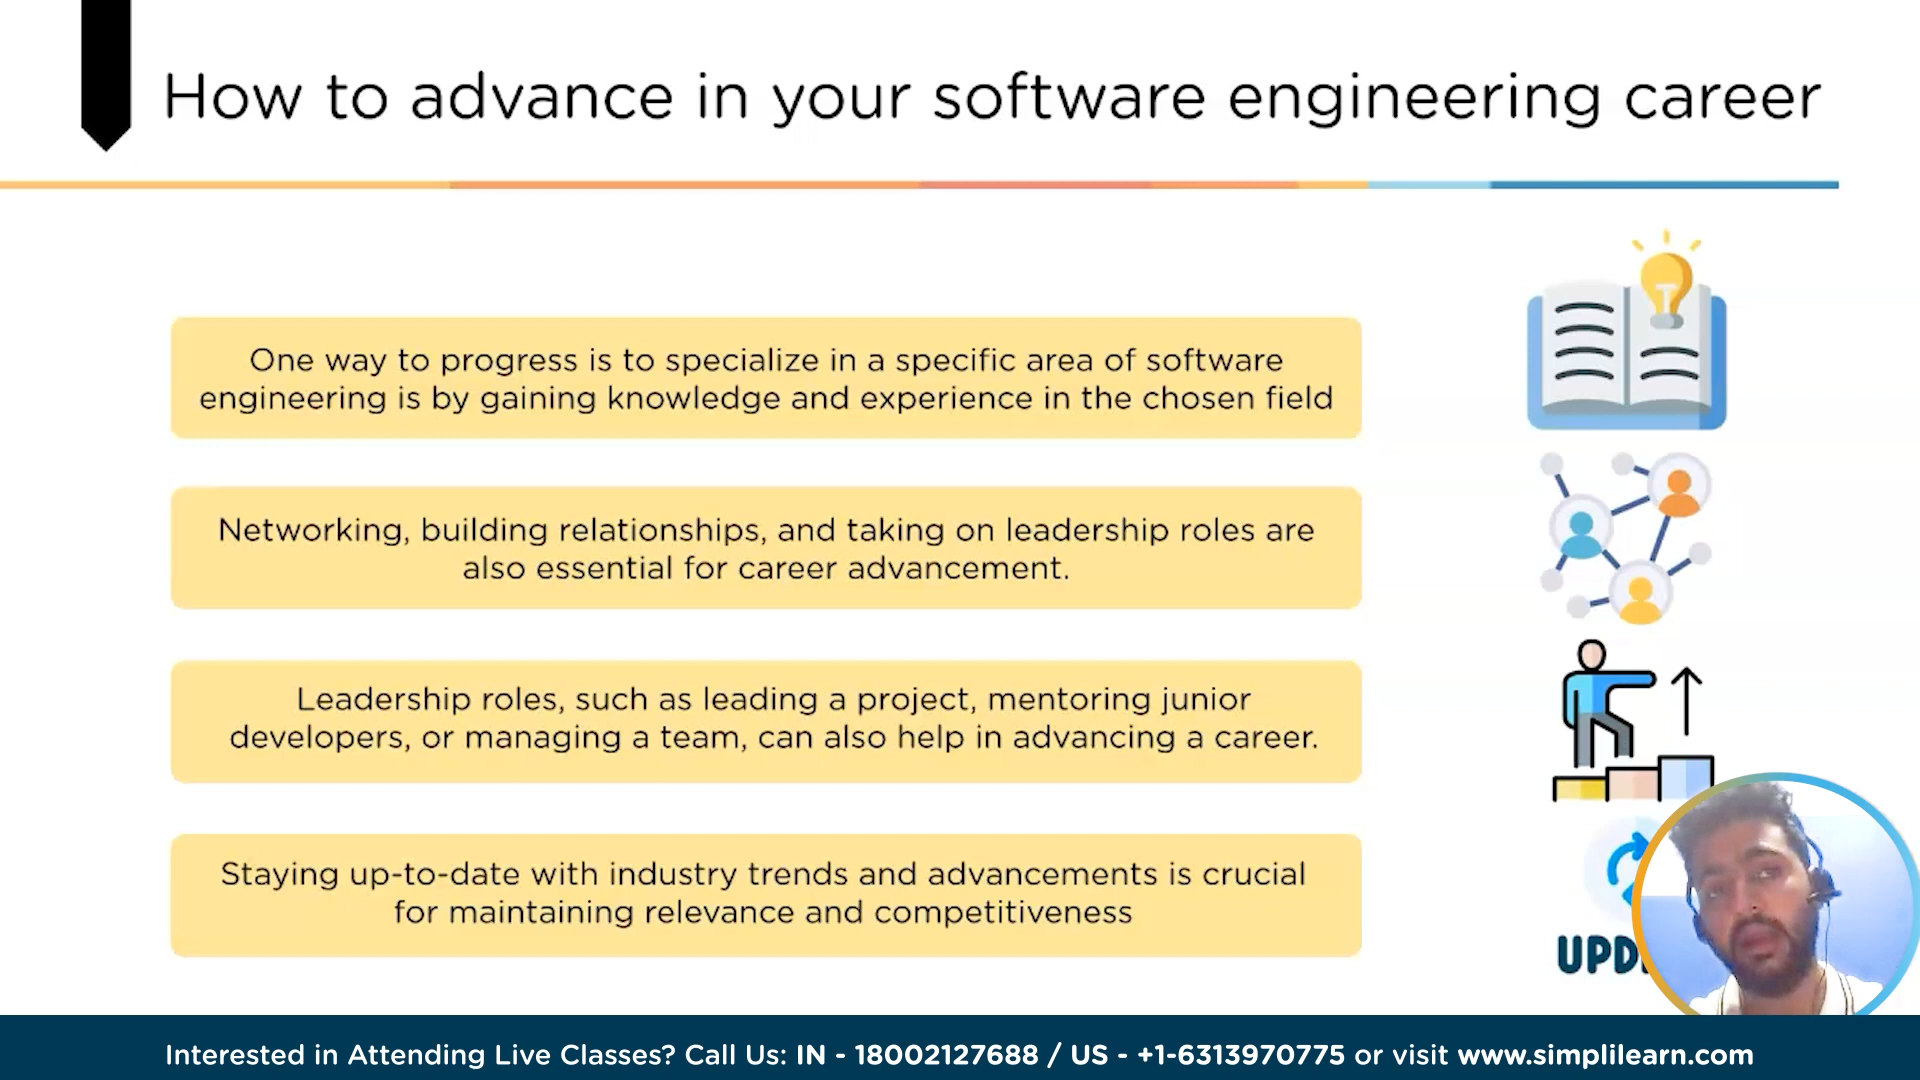 How to advance in your software engineering career
One way to progress is to specialize in a specific area of software
engineering is by gaining knowledge and experience in the chosen field
Networking, building relationships, and taking on leadership roles are
also essential for career advancement.
Leadership roles, such as leading a project, mentoring junior
developers, or managing a team, can also help in advancing a career.
Staying up-to-date with industry trends and advancements is crucial
for maintaining relevance and competitiveness
Interested in Attending Live Classes? Call Us: IN - 18002127688 / US - +1-6313970775 or visit www.simplilearn.com